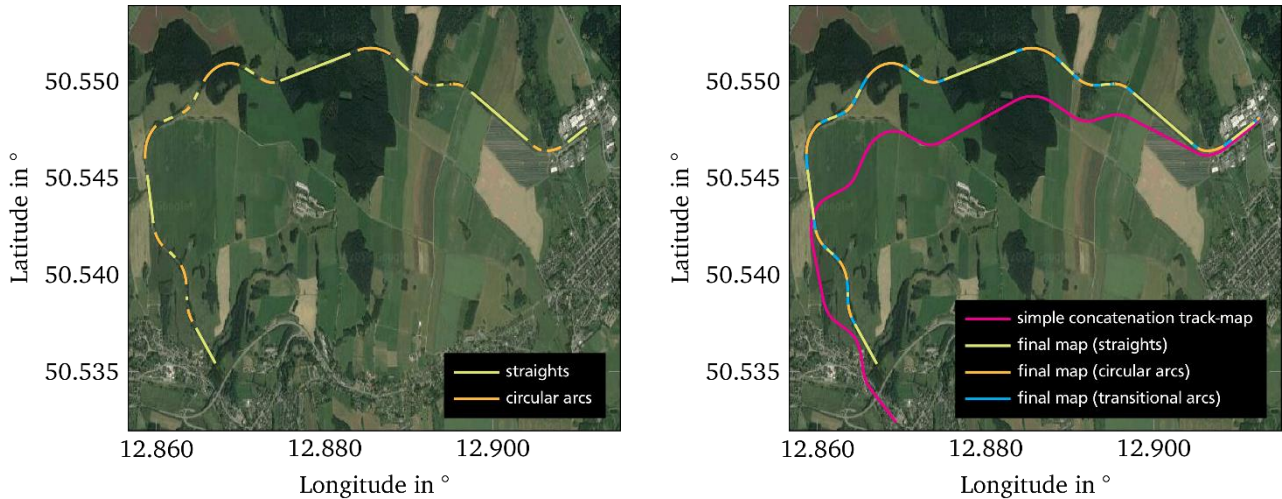 50.550
50.545
50.540
50.535
Latitude in °
straights
circular arcs
12.860
12.880
12.900
Longitude in °
50.550
50.545
50.540
50.535
Latitude in °
simple concatenation track-map
final map (straights)
final map (circular arcs)
final map (transitional arcs)
12.860
12.880
12.900
Longitude in °